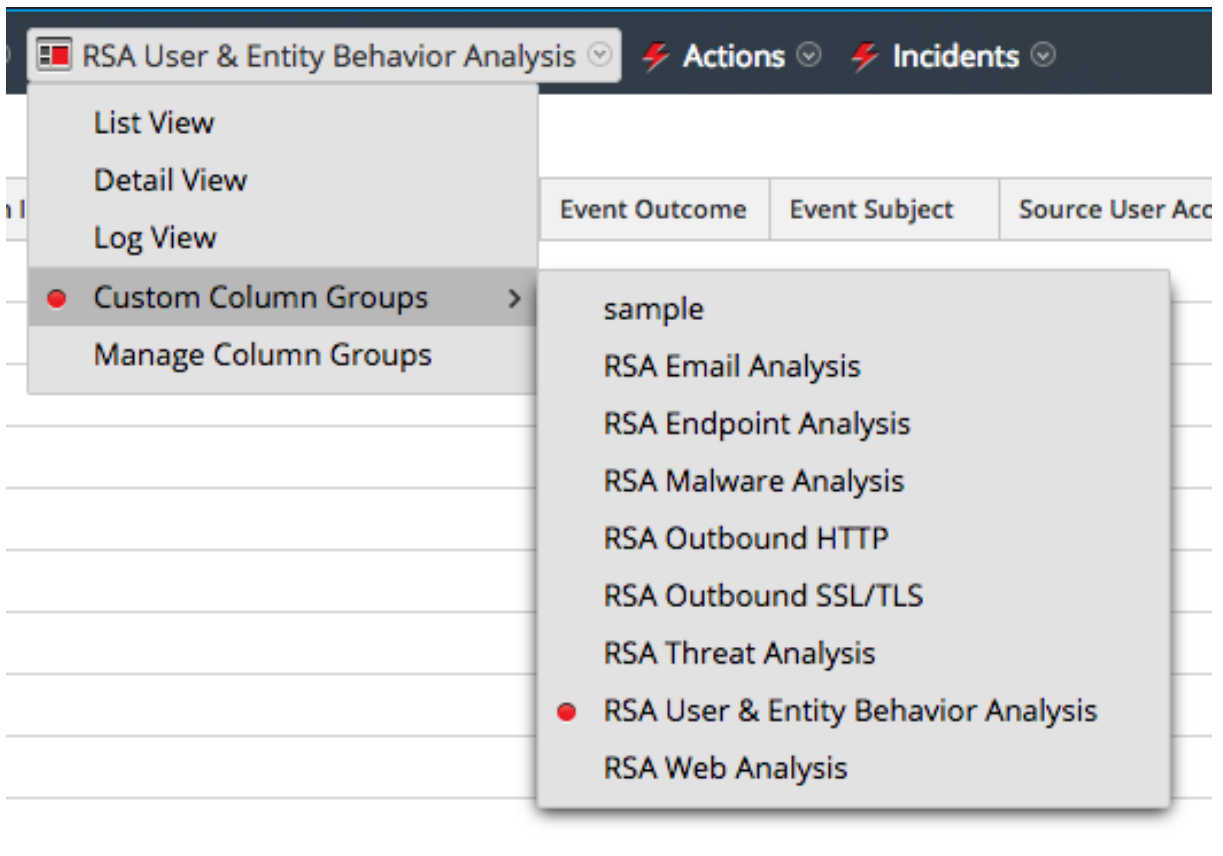 RSA User & Entity Behavior Analysis Actions Incidents
List View
Detail View
Log View
Custom Column Groups
Manage Column Groups
Event Outcome Event Subject Source User
sample
RSA Email Analysis
RSA Endpoint Analysis
RSA Malware Analysis
RSA Outbound HTTP
RSA Outbound SSL/TLS
RSA Threat Analysis
RSA User & Entity Behavior Analysis
RSA Web Analysis